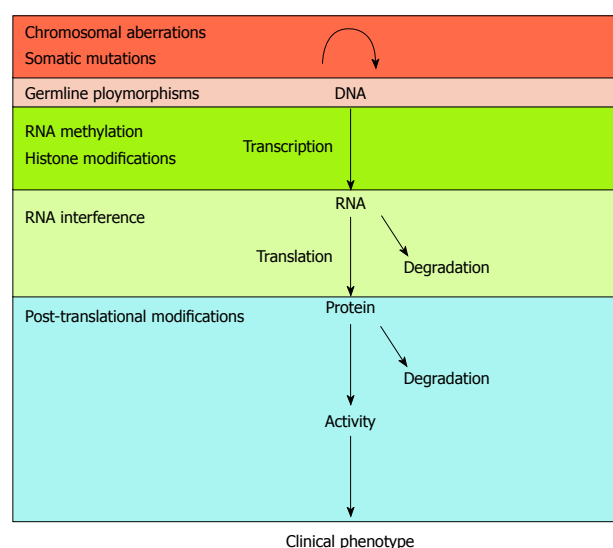 Chromosomal aberrations
Somatic mutations
Germline ploymorphisms
DNA
RNA methylation
Histone modifications
Transcription
RNA
RNA interference
Translation
Degradation
Protein
Post-translational modifications
Degradation
Activity
Clinical phenotype